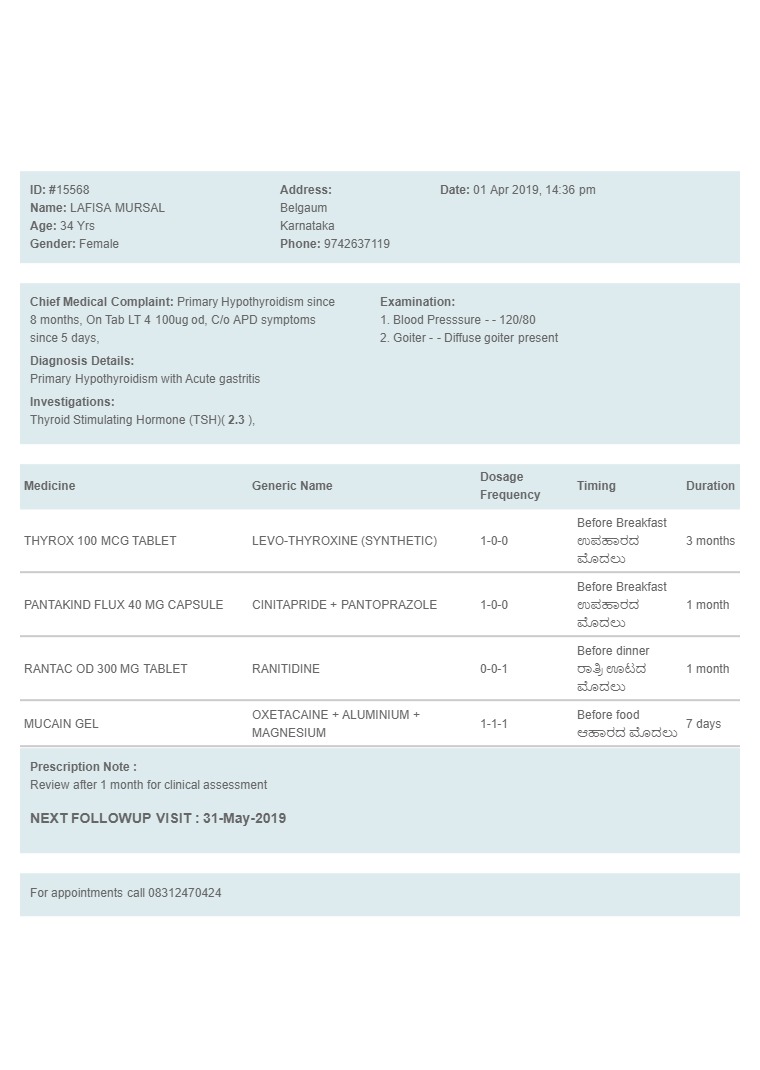 ID: #15568
Name: LAFISA MURSAL
Age: 34 Yrs
Gender: Female
Address:
Belgaum
Karnataka
Phone: 9742637119
Date: 01 Apr 2019, 14:36 pm
Chief Medical Complaint: Primary Hypothyroidism since
8 months, On Tab LT 4 100ug od, C/o APD symptoms
since 5 days,
Diagnosis Details:
Primary Hypothyroidism with Acute gastritis
Investigations:
Thyroid Stimulating Hormone (TSH)( 2.3 ),
Examination:
1. Blood Presssure - - 120/80
2. Goiter - - Diffuse goiter present
Medicine Generic Name Dosage Frequency Timing Duration
THYROX 100 MCG TABLET LEVO-THYROXINE (SYNTHETIC) 1-0-0 Before Breakfast ಉಪಹಾರದ ಮೊದಲು 3 months
PANTAKIND FLUX 40 MG CAPSULE CINITAPRIDE + PANTOPRAZOLE 1-0-0 Before Breakfast ಉಪಹಾರದ ಮೊದಲು 1 month
RANTAC OD 300 MG TABLET RANITIDINE 0-0-1 Before dinner ರಾತ್ರಿ ಊಟದ ಮೊದಲು 1 month
MUCAIN GEL OXETACAINE + ALUMINIUM + MAGNESIUM 1-1-1 Before food ಆಹಾರದ ಮೊದಲು 7 days
Prescription Note :
Review after 1 month for clinical assessment
NEXT FOLLOWUP VISIT : 31-May-2019
For appointments call 08312470424